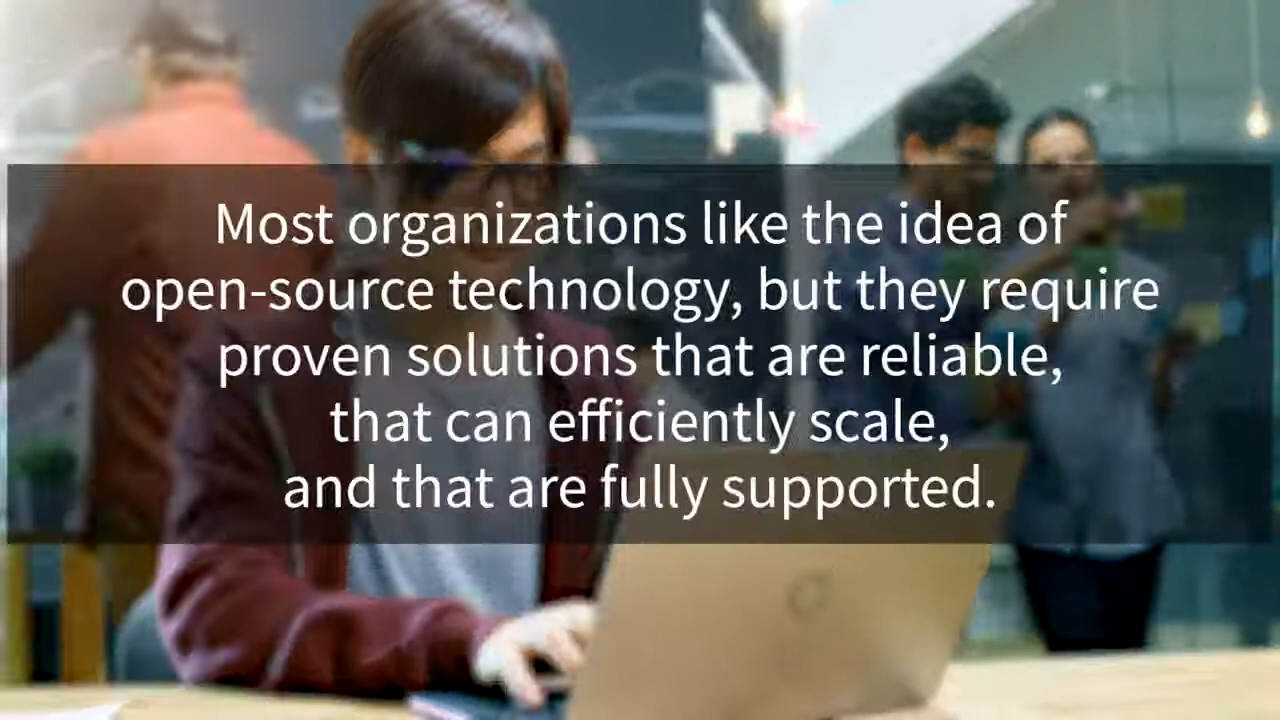 Most organizations like the idea of
open-source technology, but they require
proven solutions that are reliable,
that can efficiently scale,
and that are fully supported.